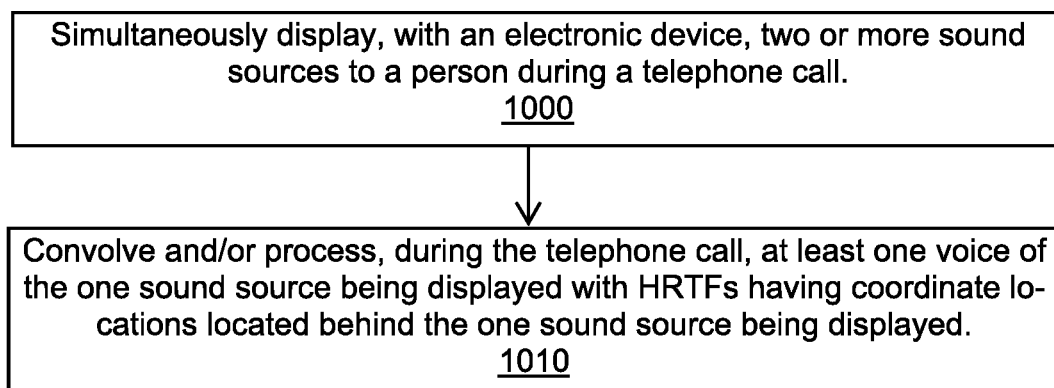 Simultaneously display, with an electronic device, two or more sound
sources to a person during a telephone call.
1000
Convolve and/or process, during the telephone call, at least one voice of
the one sound source being displayed with HRTFs having coordinate lo-
cations located behind the one sound source being displayed.
1010